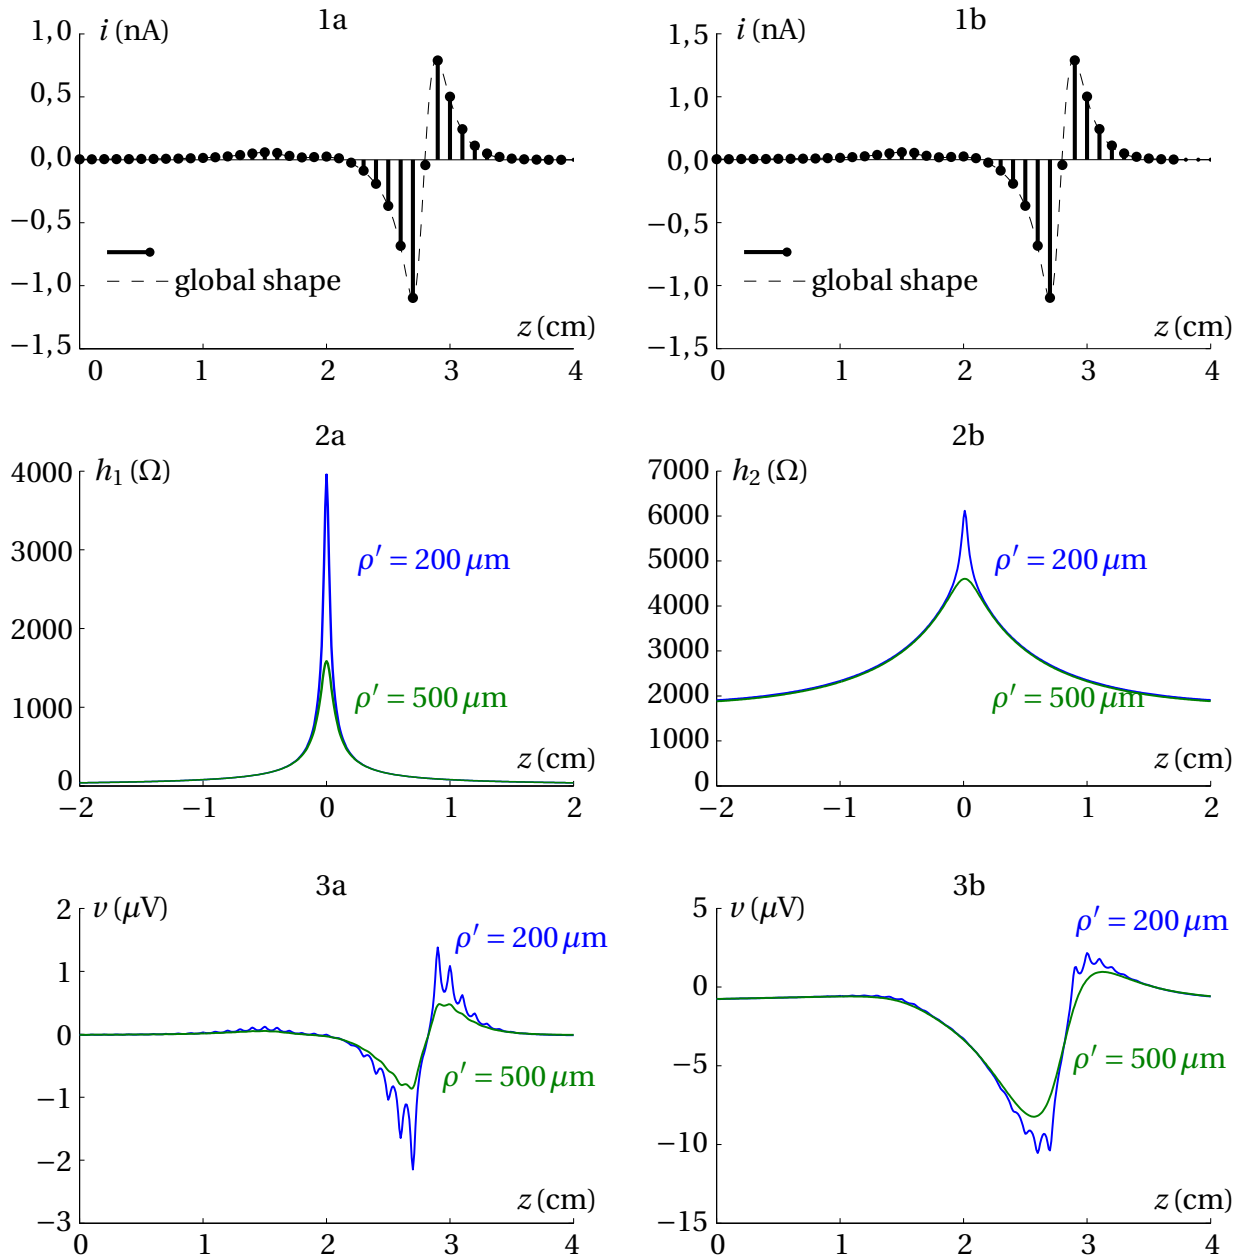 1a
i (nA)
1,0
0,5
0,0
−0,5
−1,0
−1,5
global shape
z (cm)
0 1 2 3 4
1b
i (nA)
1,5
1,0
0,0
−0,5
−1,0
−1,5
global shape
z (cm)
0 1 2 3 4
2a
h₁ (Ω)
4000
3000
2000
1000
0
ρ′ = 200 µm
ρ′ = 500 µm
z (cm)
−2 −1 0 1 2
2b
h₂ (Ω)
7000
6000
5000
4000
3000
2000
1000
0
ρ′ = 200 µm
ρ′ = 500 µm
z (cm)
−2 −1 0 1 2
3a
v (µV)
2
1
0
−1
−2
−3
ρ′ = 200 µm
ρ′ = 500 µm
z (cm)
0 1 2 3 4
3b
v (µV)
5
0
−5
−10
−15
ρ′ = 200 µm
ρ′ = 500 µm
z (cm)
0 1 2 3 4